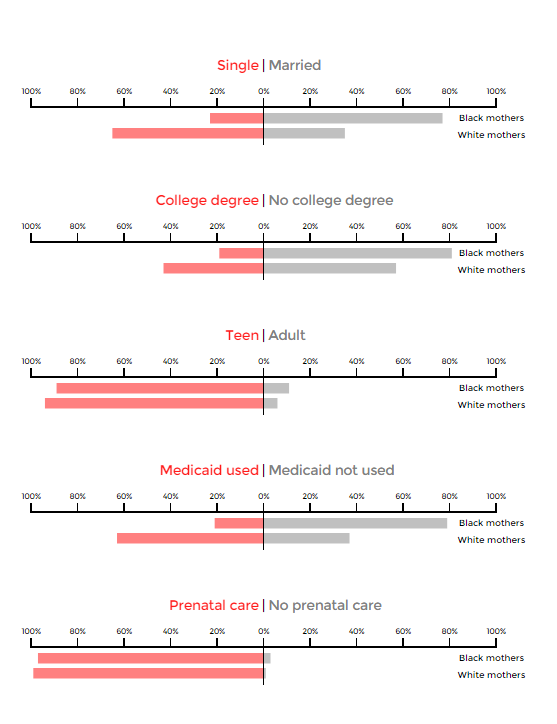 Single | Married
100% 80% 60% 40% 20% 0% 20% 40% 60% 80% 100%
Black mothers
White mothers
College degree | No college degree
100% 80% 60% 40% 20% 0% 20% 40% 60% 80% 100%
Black mothers
White mothers
Teen | Adult
100% 80% 60% 40% 20% 0% 20% 40% 60% 80% 100%
Black mothers
White mothers
Medicaid used | Medicaid not used
100% 80% 60% 40% 20% 0% 20% 40% 60% 80% 100%
Black mothers
White mothers
Prenatal care | No prenatal care
100% 80% 60% 40% 20% 0% 20% 40% 60% 80% 100%
Black mothers
White mothers